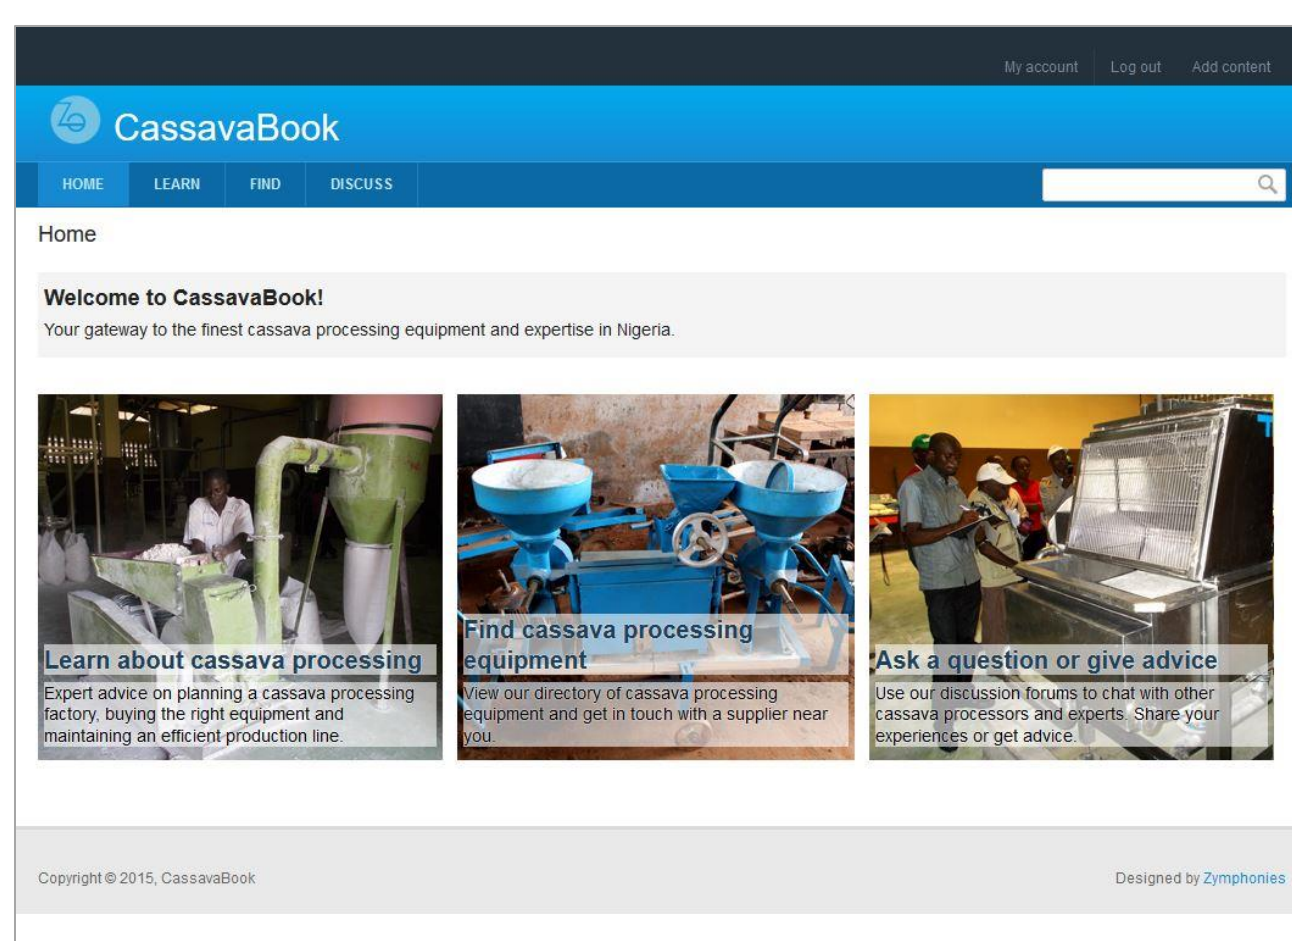 My account Log out Add content
CassavaBook
HOME LEARN FIND DISCUSS
Home
Welcome to CassavaBook!
Your gateway to the finest cassava processing equipment and expertise in Nigeria.
Learn about cassava processing
Expert advice on planning a cassava processing
factory, buying the right equipment and
maintaining an efficient production line.
Find cassava processing
equipment
View our directory of cassava processing
equipment and get in touch with a supplier near
you.
Ask a question or give advice
Use our discussion forums to chat with other
cassava processors and experts. Share your
experiences or get advice.
Copyright © 2015, CassavaBook
Designed by Zymphonies